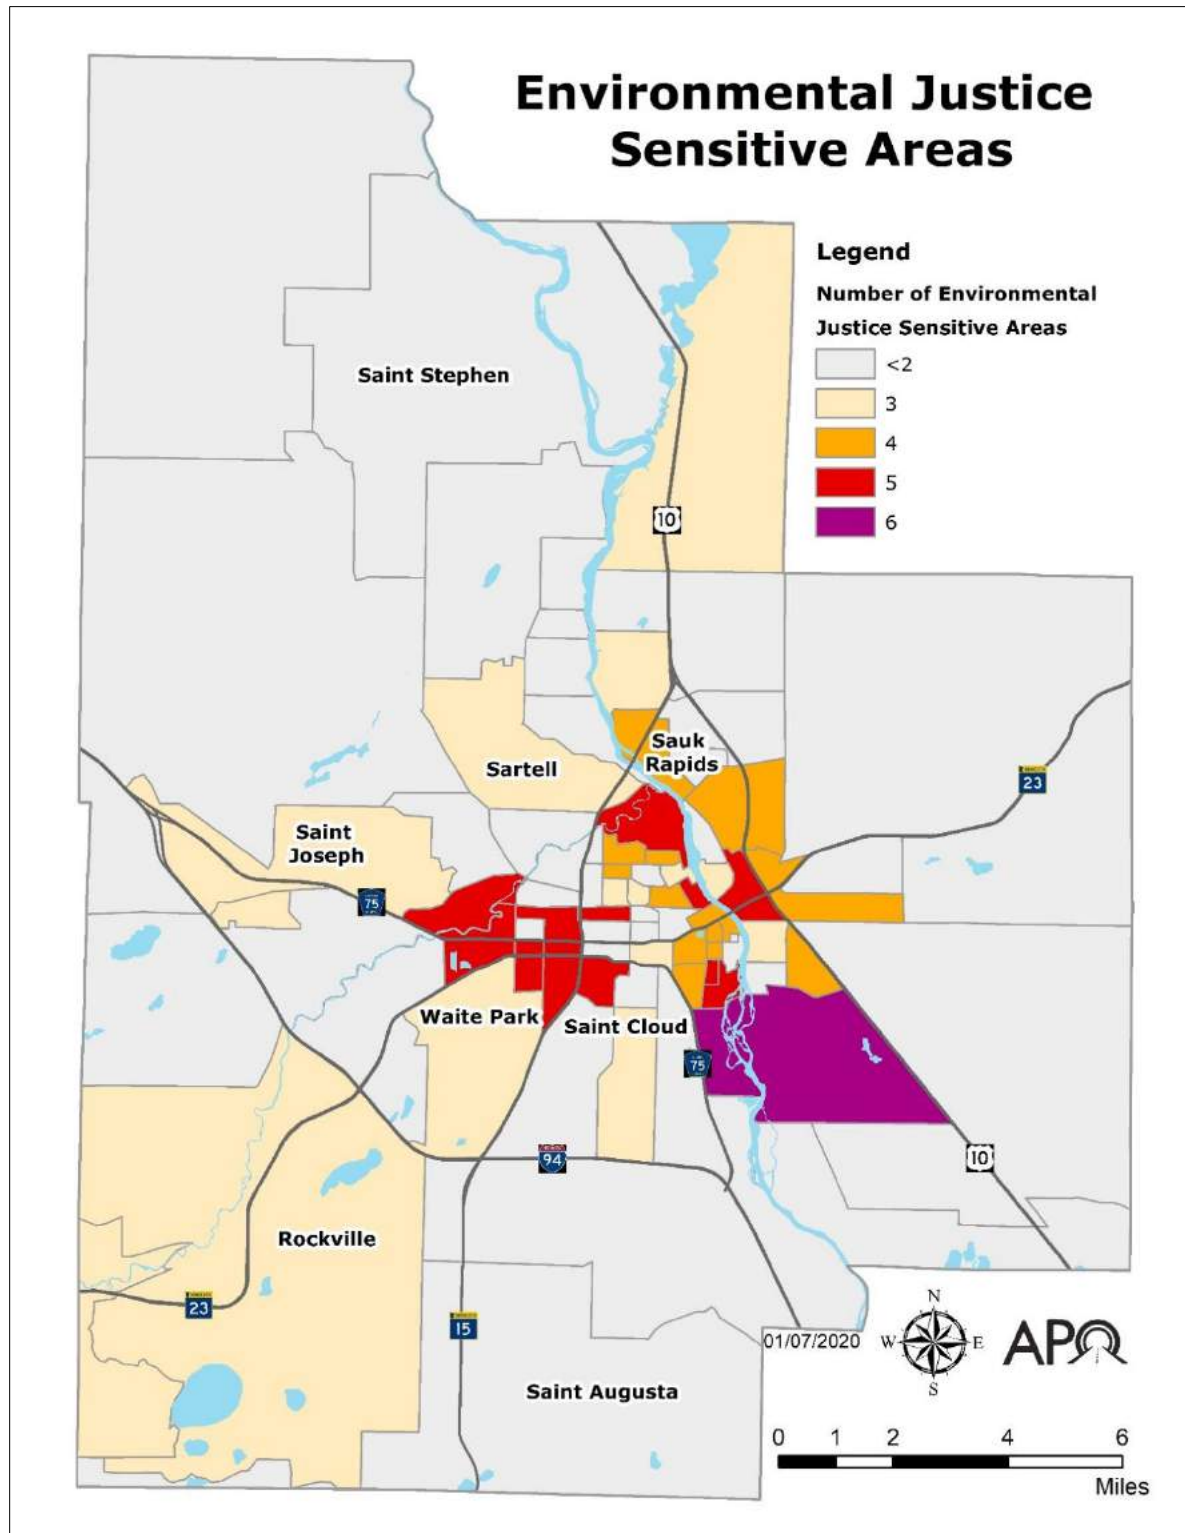 Environmental Justice
Sensitive Areas
Legend
Number of Environmental
Justice Sensitive Areas
<2
3
4
5
6
Saint Stephen
10
Sauk
Rapids
Sartell
23
Saint
Joseph
75
Waite Park
Saint Cloud
75
94
10
Rockville
23
15
Saint Augusta
01/07/2020
N
W
E
S
APO
0 1 2 4 6
Miles